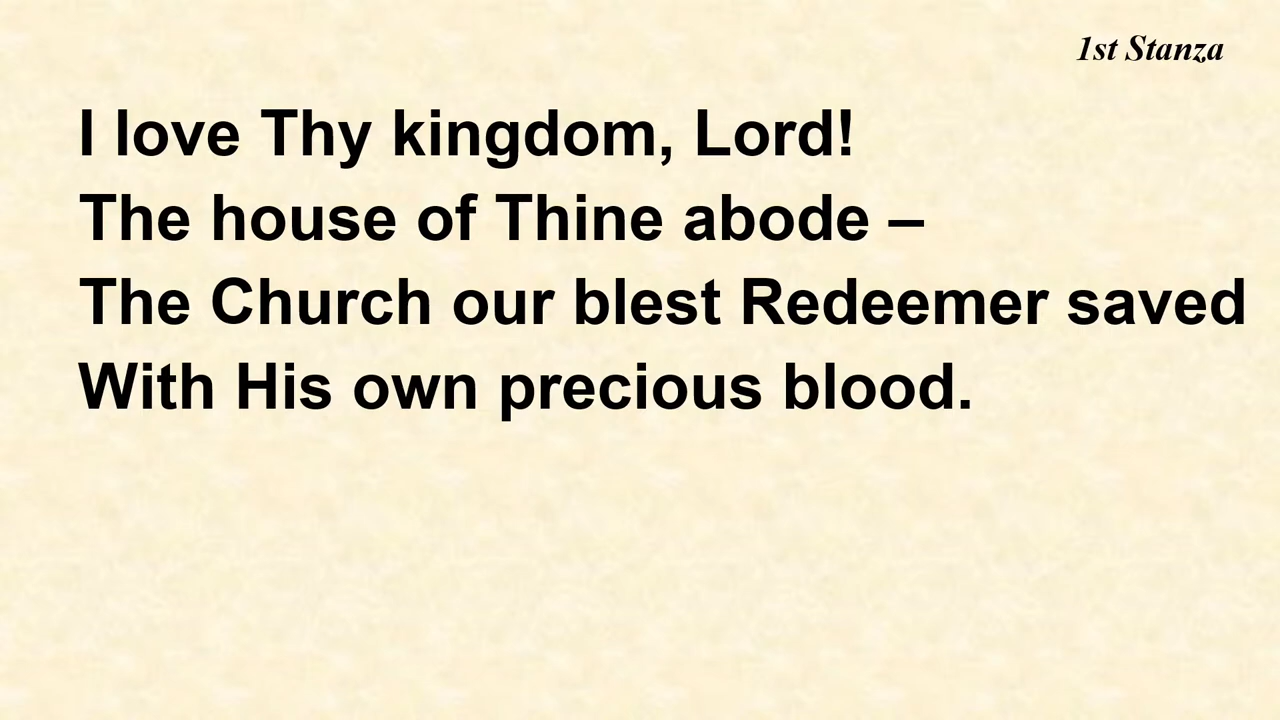 1st Stanza
I love Thy kingdom, Lord!
The house of Thine abode –
The Church our blest Redeemer saved
With His own precious blood.